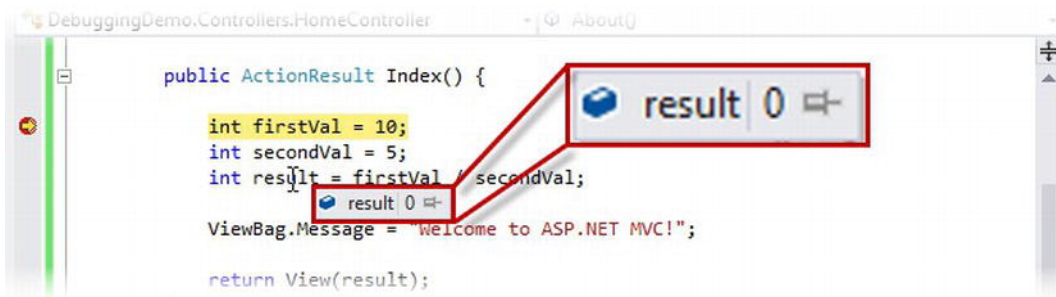 DebuggingDemo.Controllers.HomeController About()
public ActionResult Index() {
int firstVal = 10;
int secondVal = 5;
int result = firstVal / secondVal;
result 0
result 0
ViewBag.Message = "Welcome to ASP.NET MVC!";
return View(result);